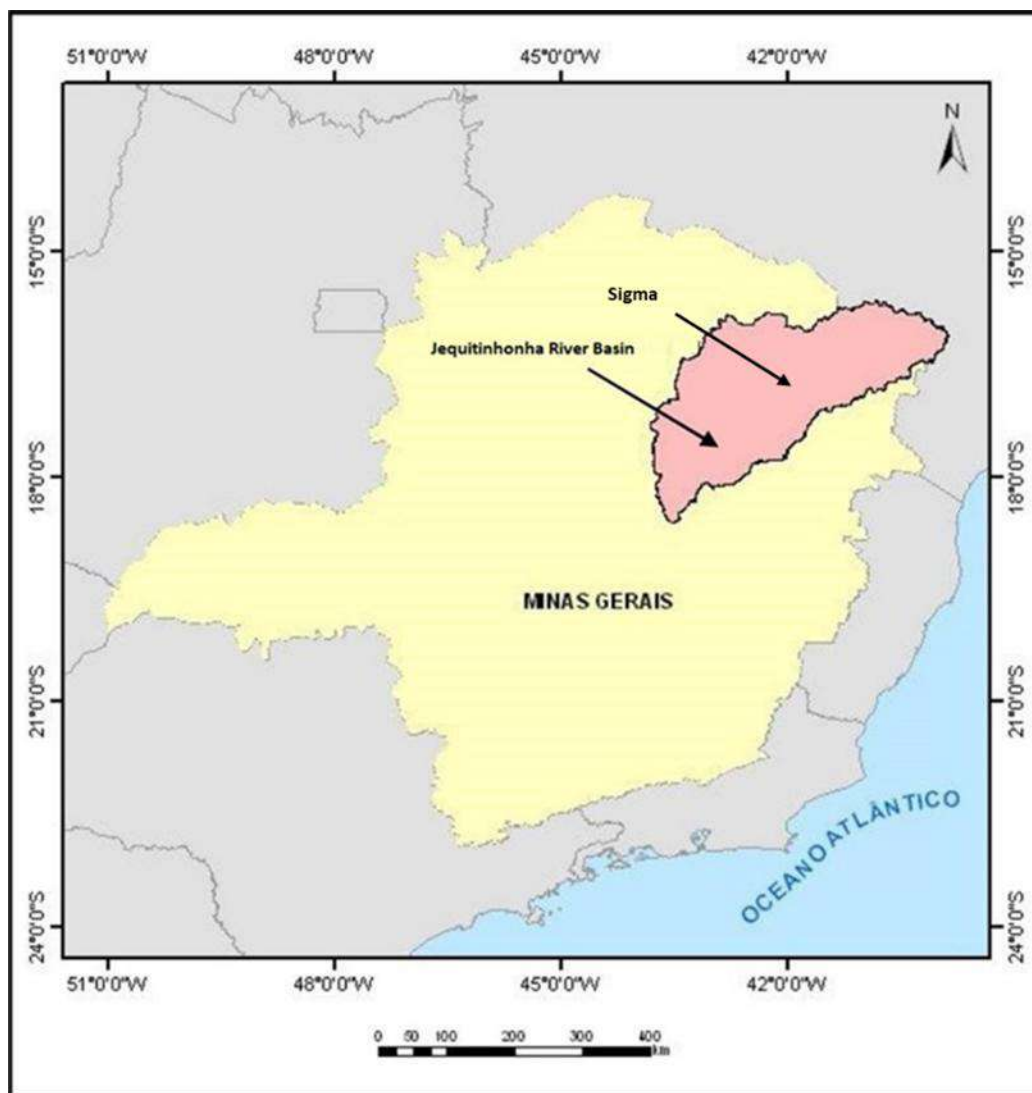 51°0'0"W 48°0'0"W 45°0'0"W 42°0'0"W
N
15°0'0"S 15°0'0"S
Sigma
Jequitinhonha River Basin
18°0'0"S 18°0'0"S
MINAS GERAIS
21°0'0"S 21°0'0"S
OCEANO ATLÂNTICO
24°0'0"S 24°0'0"S
51°0'0"W 48°0'0"W 45°0'0"W 42°0'0"W
0 50 100 200 300 400
km